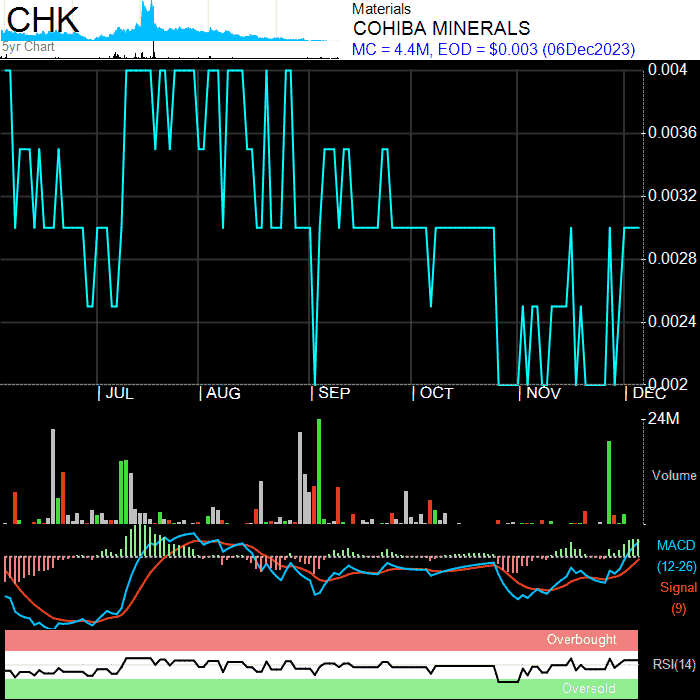 CHK
5yr Chart
Materials
COHIBA MINERALS
MC = 4.4M, EOD = $0.003 (06Dec2023)
0.004
0.0036
0.0032
0.0028
0.0024
0.002
JUL AUG SEP OCT NOV DEC
24M
Volume
MACD
(12-26)
Signal
(9)
Overbought
RSI(14)
Oversold